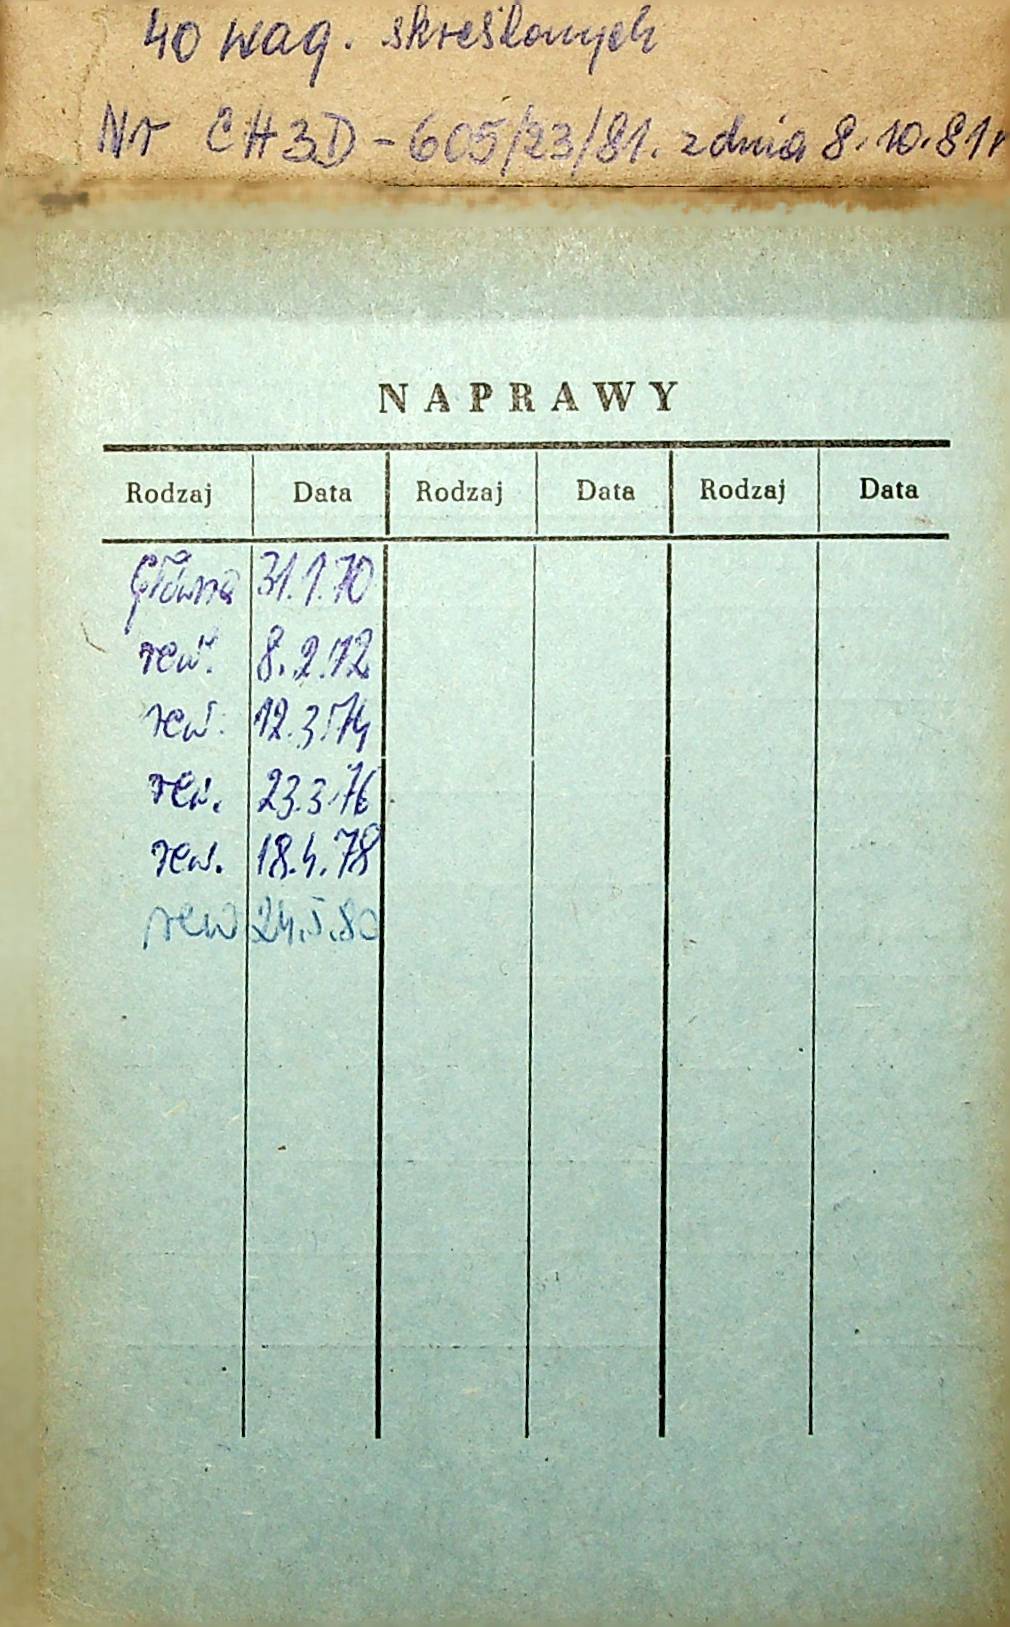 40 wag. skreślonych
Nr CH3D-605/23/81. z dnia 8.10.81r
NAPRAWY
Rodzaj Data Rodzaj Data Rodzaj Data
Główna 31.1.70
rew. 8.2.72
rew. 12.3.74
rew. 23.3.76
rew. 18.4.78
rew 24.5.80